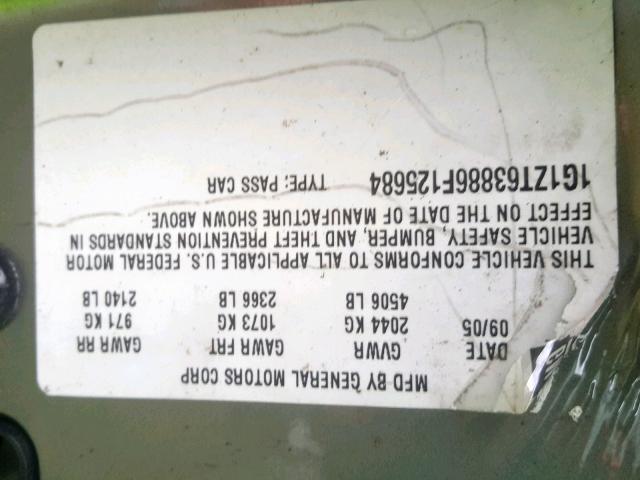 MFD BY GENERAL MOTORS CORP
DATE GVWR GAWR FRT GAWR RR
09/05 2044 KG 1073 KG 971 KG
4506 LB 2366 LB 2140 LB
THIS VEHICLE CONFORMS TO ALL APPLICABLE U.S. FEDERAL MOTOR
VEHICLE SAFETY, BUMPER, AND THEFT PREVENTION STANDARDS IN
EFFECT ON THE DATE OF MANUFACTURE SHOWN ABOVE.
1G1ZT63886F125684 TYPE: PASS CAR